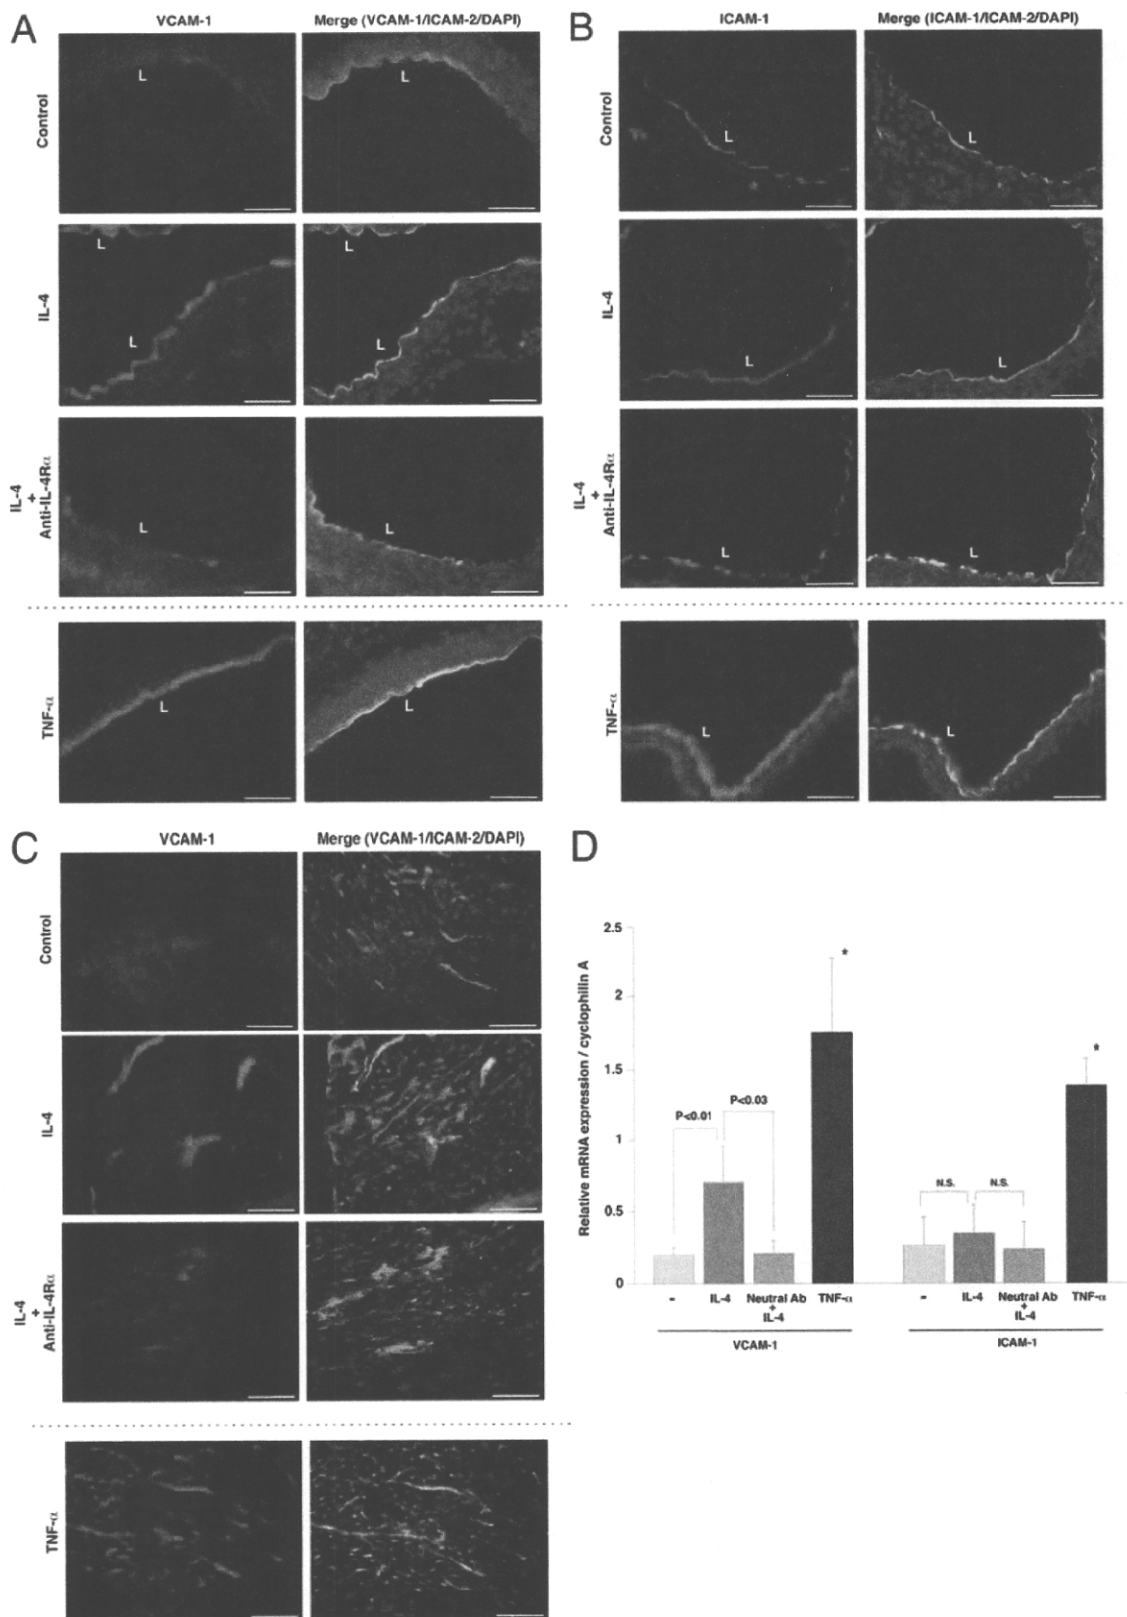 A
VCAM-1
Merge (VCAM-1/ICAM-2/DAPI)
Control
L
L
IL-4
L
L
L
L
IL-4
+
Anti-IL-4Rα
L
L
TNF-α
L
L
B
ICAM-1
Merge (ICAM-1/ICAM-2/DAPI)
Control
L
L
IL-4
L
L
IL-4
+
Anti-IL-4Rα
L
L
TNF-α
L
L
C
VCAM-1
Merge (VCAM-1/ICAM-2/DAPI)
Control
IL-4
IL-4
+
Anti-IL-4Rα
TNF-α
D
Relative mRNA expression / cyclophilin A
2.5
2
1.5
1
0.5
0
P<0.01
P<0.03
*
N.S.
N.S.
*
-
IL-4
Neutral Ab
+
IL-4
TNF-α
VCAM-1
-
IL-4
Neutral Ab
+
IL-4
TNF-α
ICAM-1